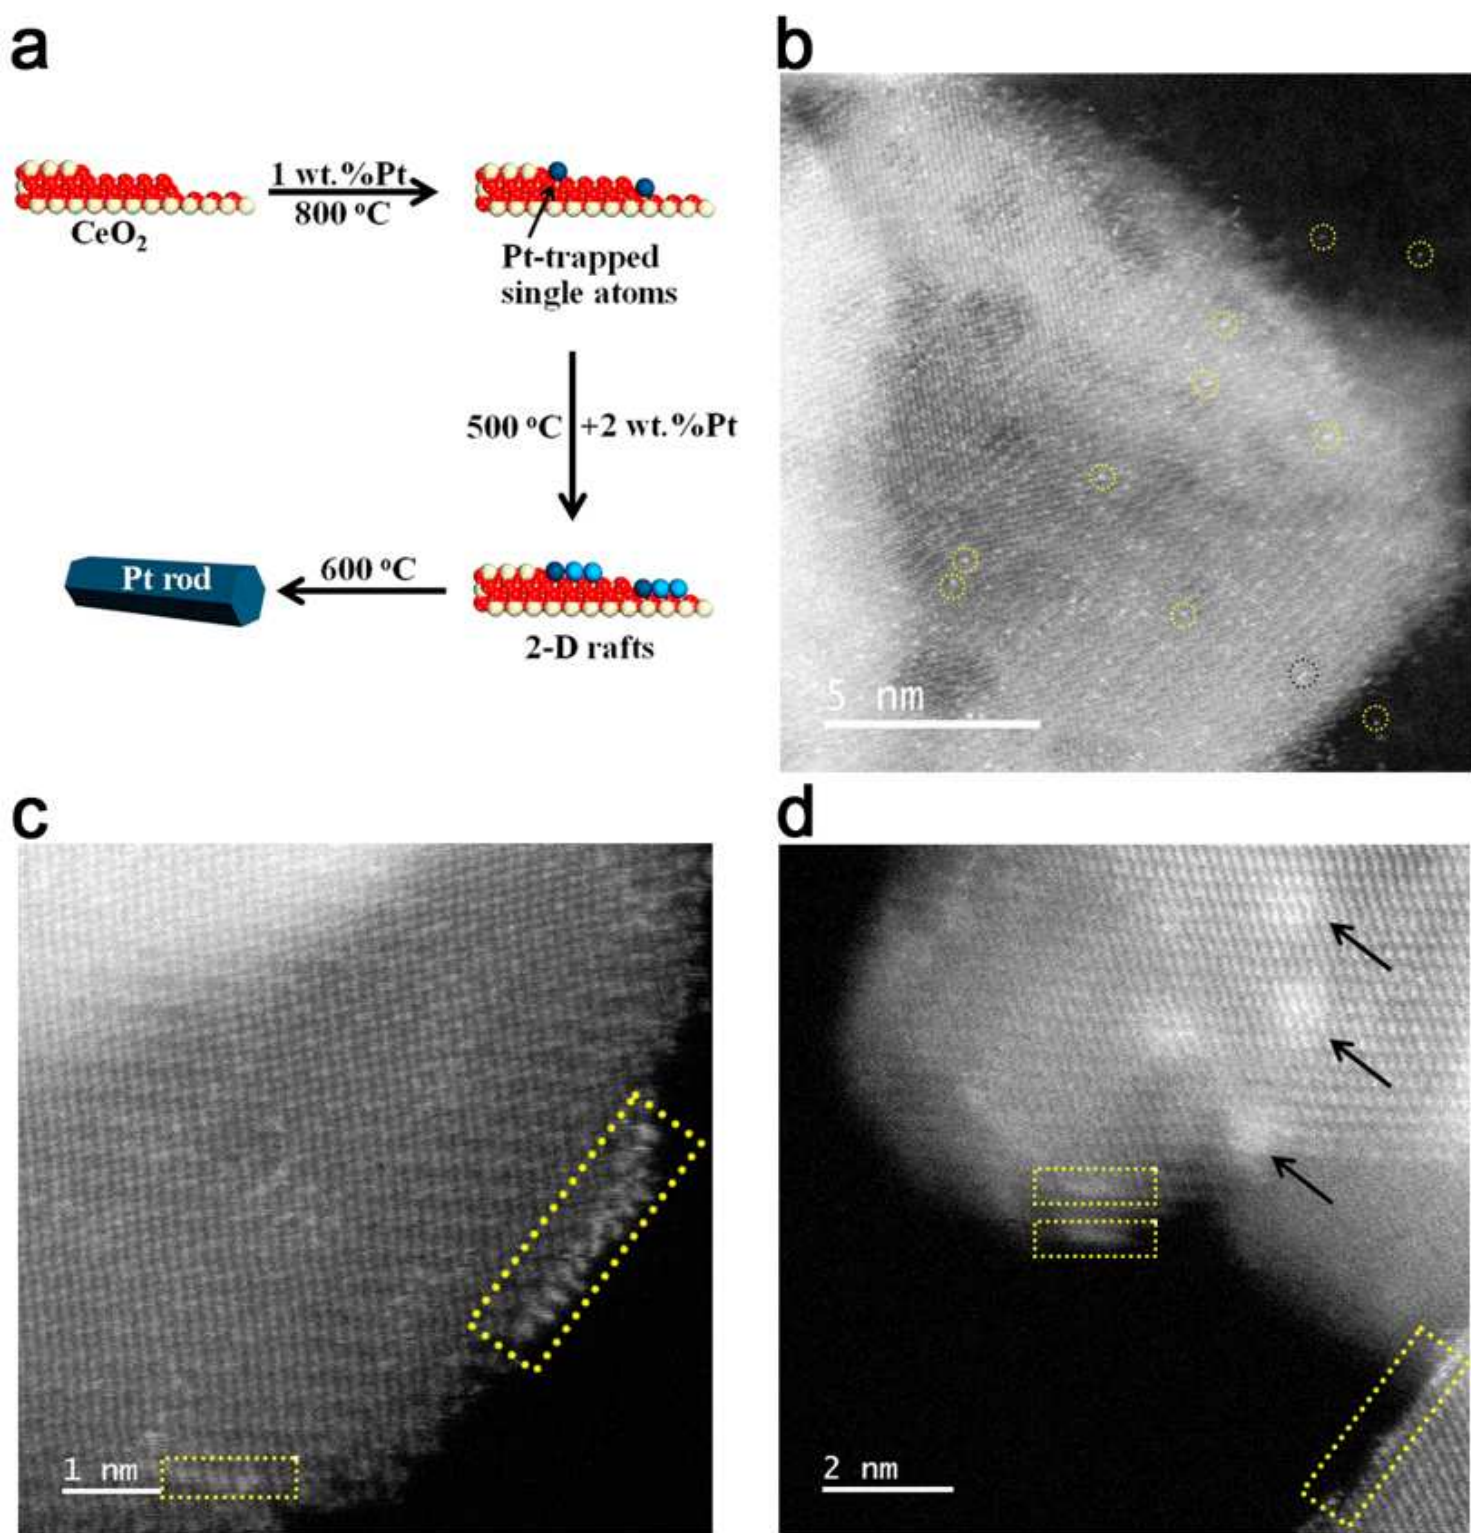 a
b
1 wt.%Pt
800 °C
CeO₂
Pt-trapped
single atoms
500 °C +2 wt.%Pt
Pt rod
600 °C
2-D rafts
5 nm
c
d
1 nm
2 nm